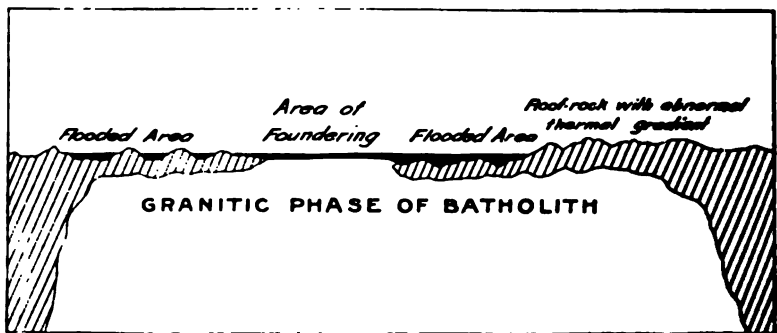 Area of
Foundering
Flooded Area
Flooded Area
Roof-rock with abnormal
thermal gradient
GRANITIC PHASE OF BATHOLITH